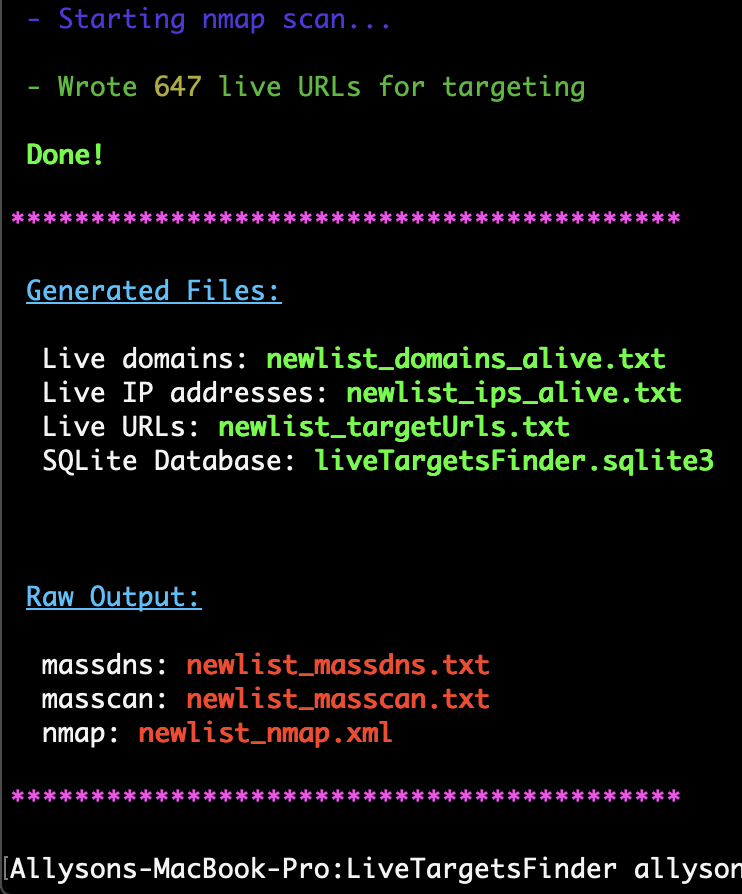 - Starting nmap scan...
- Wrote 647 live URLs for targeting
Done!
******************************************
Generated Files:
Live domains: newlist_domains_alive.txt
Live IP addresses: newlist_ips_alive.txt
Live URLs: newlist_targetUrls.txt
SQLite Database: liveTargetsFinder.sqlite3
Raw Output:
massdns: newlist_massdns.txt
masscan: newlist_masscan.txt
nmap: newlist_nmap.xml
******************************************
[Allysons-MacBook-Pro:LiveTargetsFinder allyson